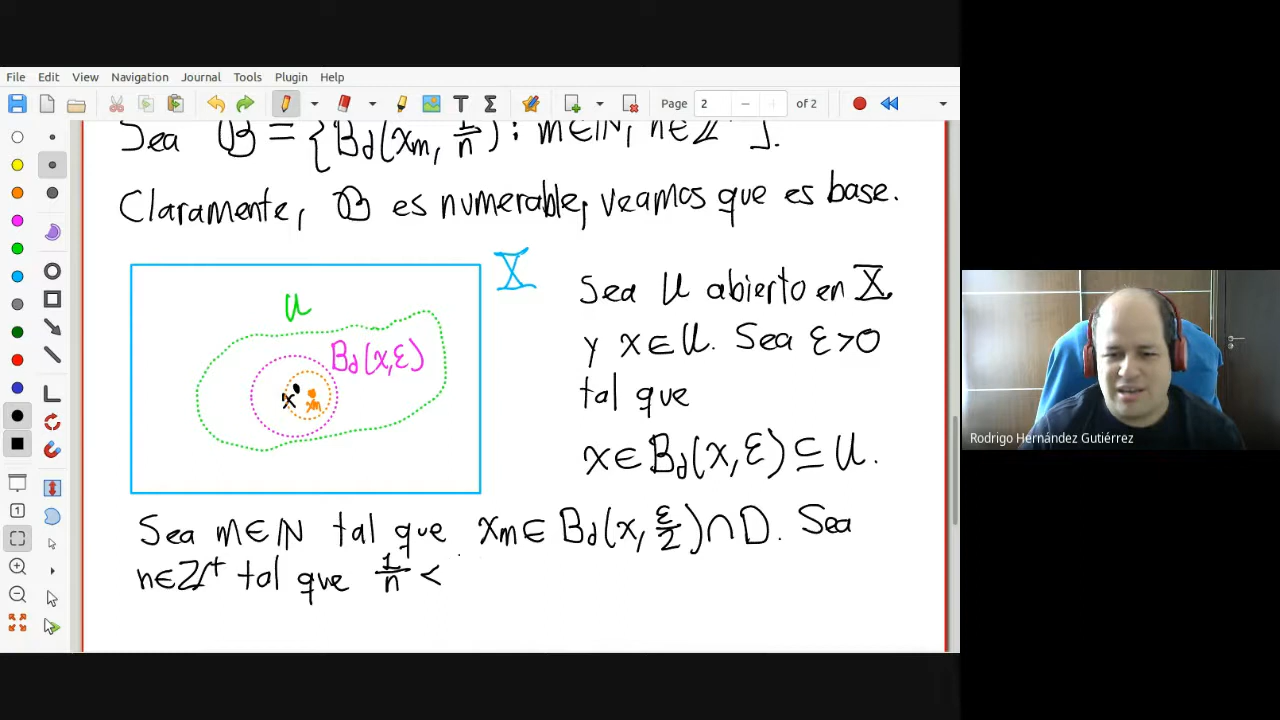 File Edit View Navigation Journal Tools Plugin Help
Page 2 of 2
Sea ℬ = {B_d(x_m, 1/n) : m∈ℕ, n∈ℤ⁺}.
Claramente, ℬ es numerable, veamos que es base.
X
U
B_d(x,ε)
x
x_m
Sea U abierto en X
y x∈U. Sea ε>0
tal que
x∈B_d(x,ε)⊆U.
Sea m∈ℕ tal que x_m∈B_d(x, ε/2)∩D. Sea
n∈ℤ⁺ tal que 1/n <
Rodrigo Hernández Gutiérrez